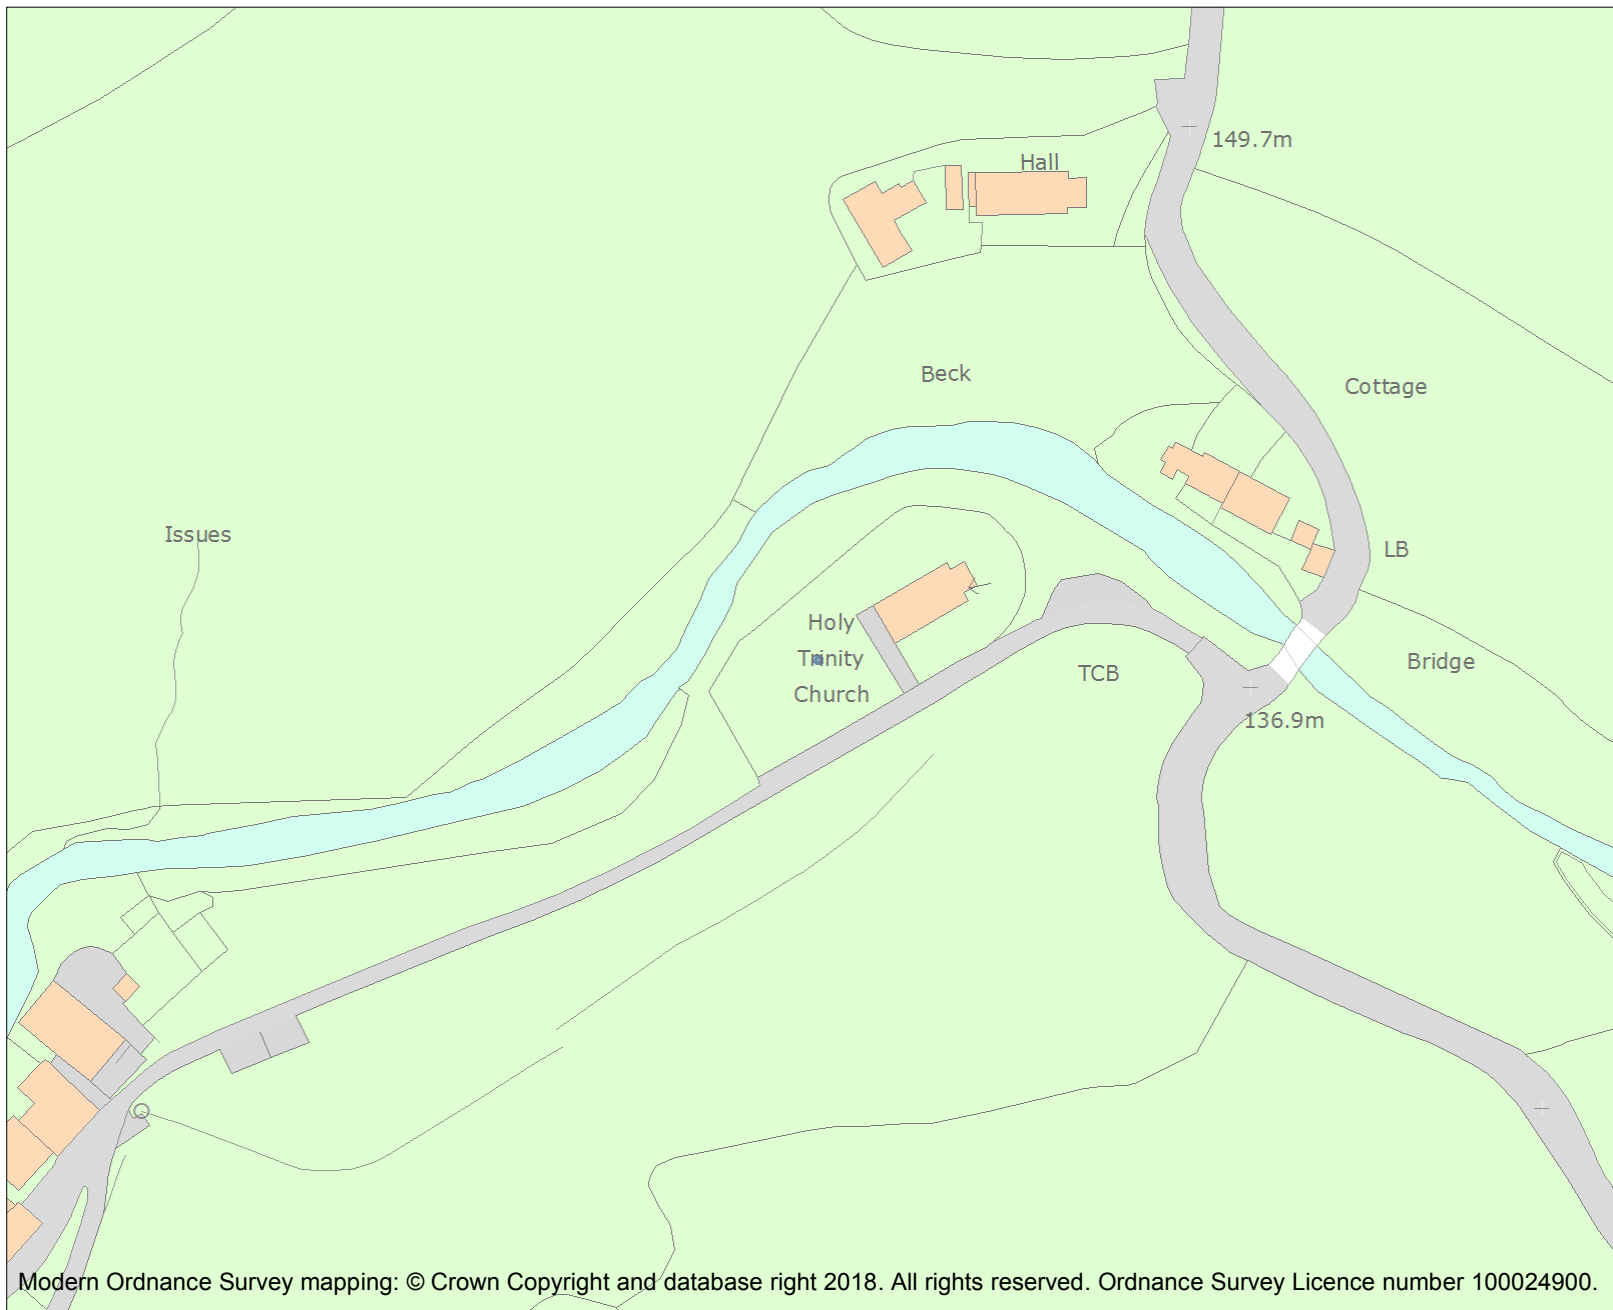 149.7m
Hall
Beck
Cottage
Issues
LB
Holy
Trinity
Church
TCB
Bridge
136.9m
Modern Ordnance Survey mapping: © Crown Copyright and database right 2018. All rights reserved. Ordnance Survey Licence number 100024900.